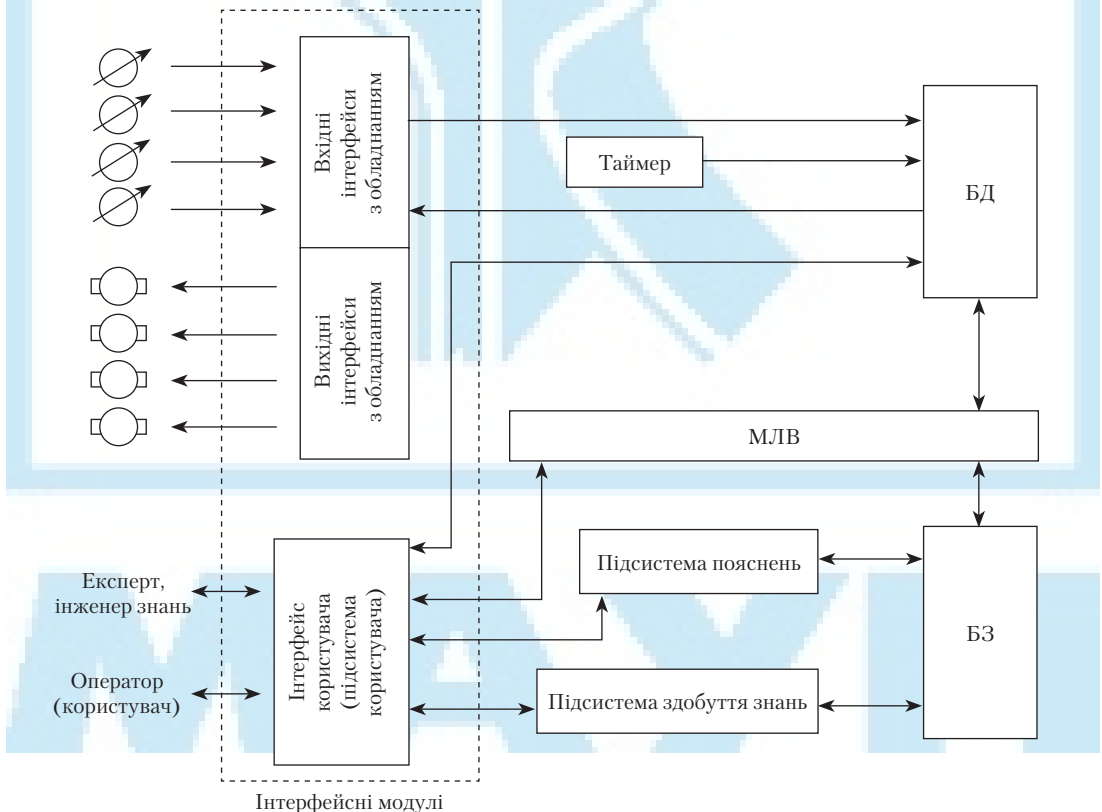 Вхідні
інтерфейси
з обладнанням
Таймер
БД
Вихідні
інтерфейси
з обладнанням
МЛВ
Експерт,
інженер знань
Оператор
(користувач)
Інтерфейс
користувача
(підсистема
користувача)
Підсистема пояснень
Підсистема здобуття знань
БЗ
Інтерфейсні модулі